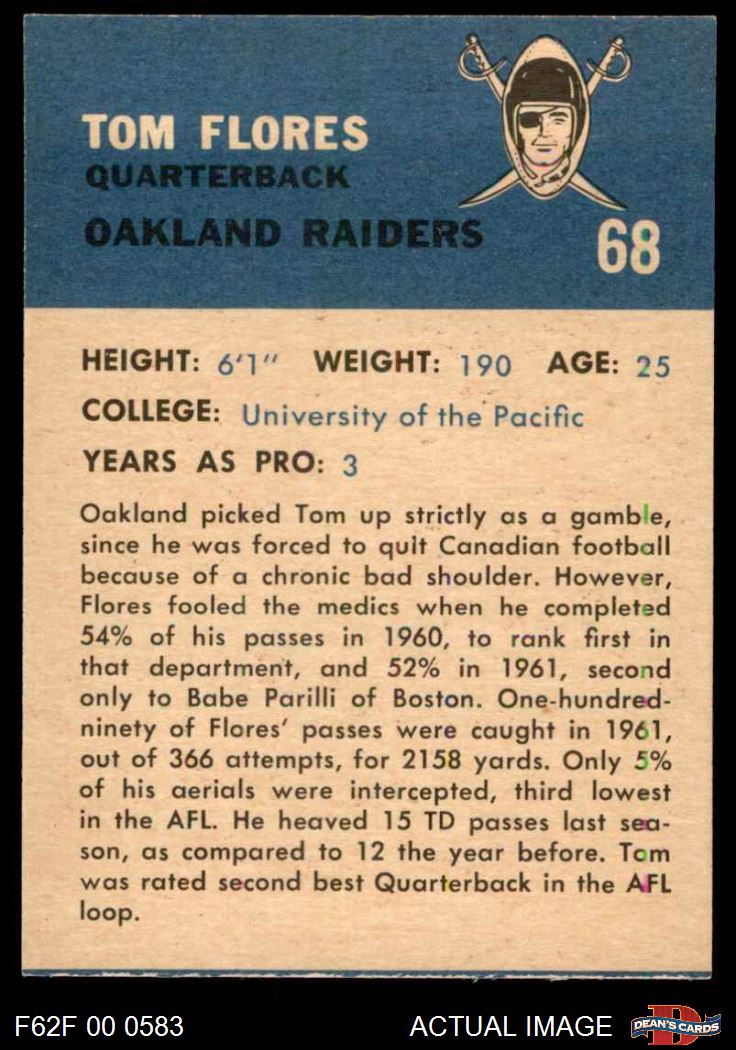 TOM FLORES
QUARTERBACK
OAKLAND RAIDERS
68
HEIGHT: 6'1" WEIGHT: 190 AGE: 25
COLLEGE: University of the Pacific
YEARS AS PRO: 3
Oakland picked Tom up strictly as a gamble,
since he was forced to quit Canadian football
because of a chronic bad shoulder. However,
Flores fooled the medics when he completed
54% of his passes in 1960, to rank first in
that department, and 52% in 1961, second
only to Babe Parilli of Boston. One-hundred-
ninety of Flores' passes were caught in 1961,
out of 366 attempts, for 2158 yards. Only 5%
of his aerials were intercepted, third lowest
in the AFL. He heaved 15 TD passes last sea-
son, as compared to 12 the year before. Tom
was rated second best Quarterback in the AFL
loop.
F62F 00 0583
ACTUAL IMAGE
D
DEAN'S CARDS